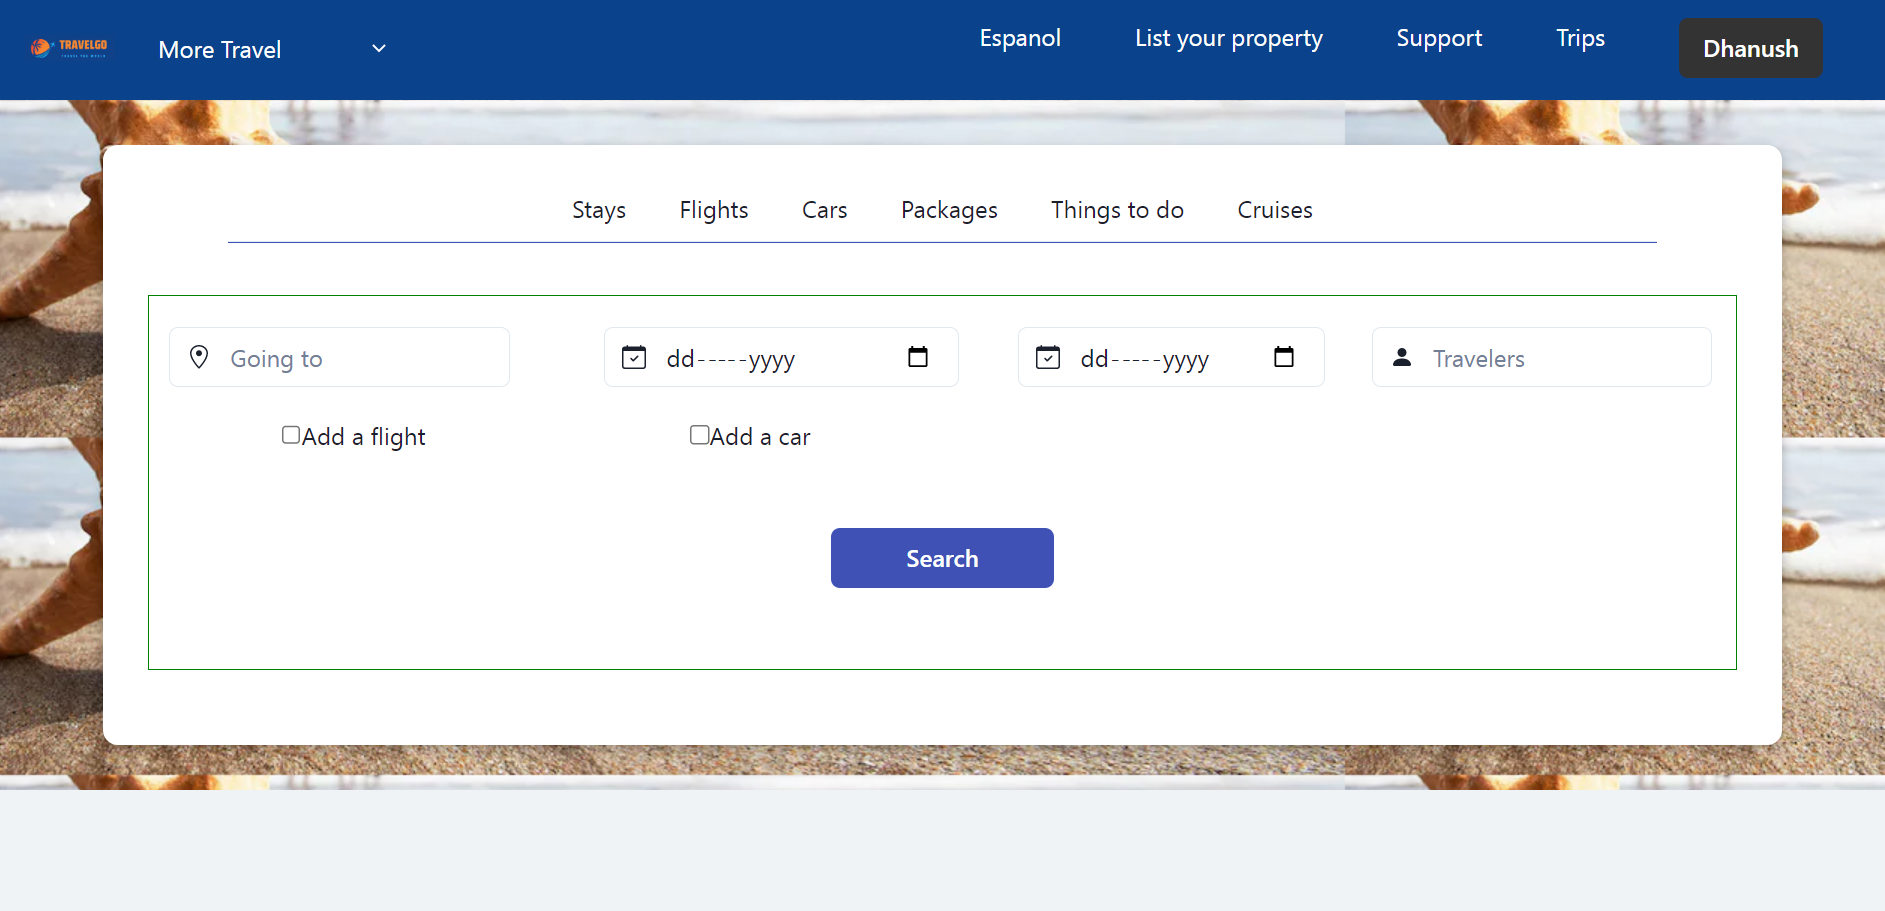 TRAVELGO
More Travel
Espanol
List your property
Support
Trips
Dhanush
Stays
Flights
Cars
Packages
Things to do
Cruises
Going to
dd-----yyyy
dd-----yyyy
Travelers
Add a flight
Add a car
Search